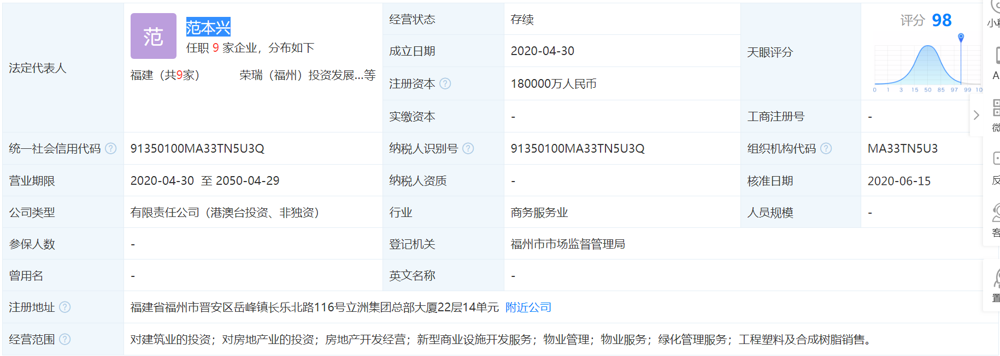 法定代表人
范
范本兴
任职 9 家企业，分布如下
福建（共9家）
荣瑞（福州）投资发展...等
经营状态
存续
成立日期
2020-04-30
注册资本
180000万人民币
实缴资本
-
天眼评分
评分 98
0 1 3 15 50 85 97 99 10
工商注册号
-
统一社会信用代码
91350100MA33TN5U3Q
纳税人识别号
91350100MA33TN5U3Q
组织机构代码
MA33TN5U3
营业期限
2020-04-30 至 2050-04-29
纳税人资质
-
核准日期
2020-06-15
公司类型
有限责任公司（港澳台投资、非独资）
行业
商务服务业
人员规模
-
参保人数
-
登记机关
福州市市场监督管理局
曾用名
-
英文名称
-
注册地址
福建省福州市晋安区岳峰镇长乐北路116号立洲集团总部大厦22层14单元 附近公司
经营范围
对建筑业的投资；对房地产业的投资；房地产开发经营；新型商业设施开发服务；物业管理；物业服务；绿化管理服务；工程塑料及合成树脂销售。
小
A
微
反
客
置